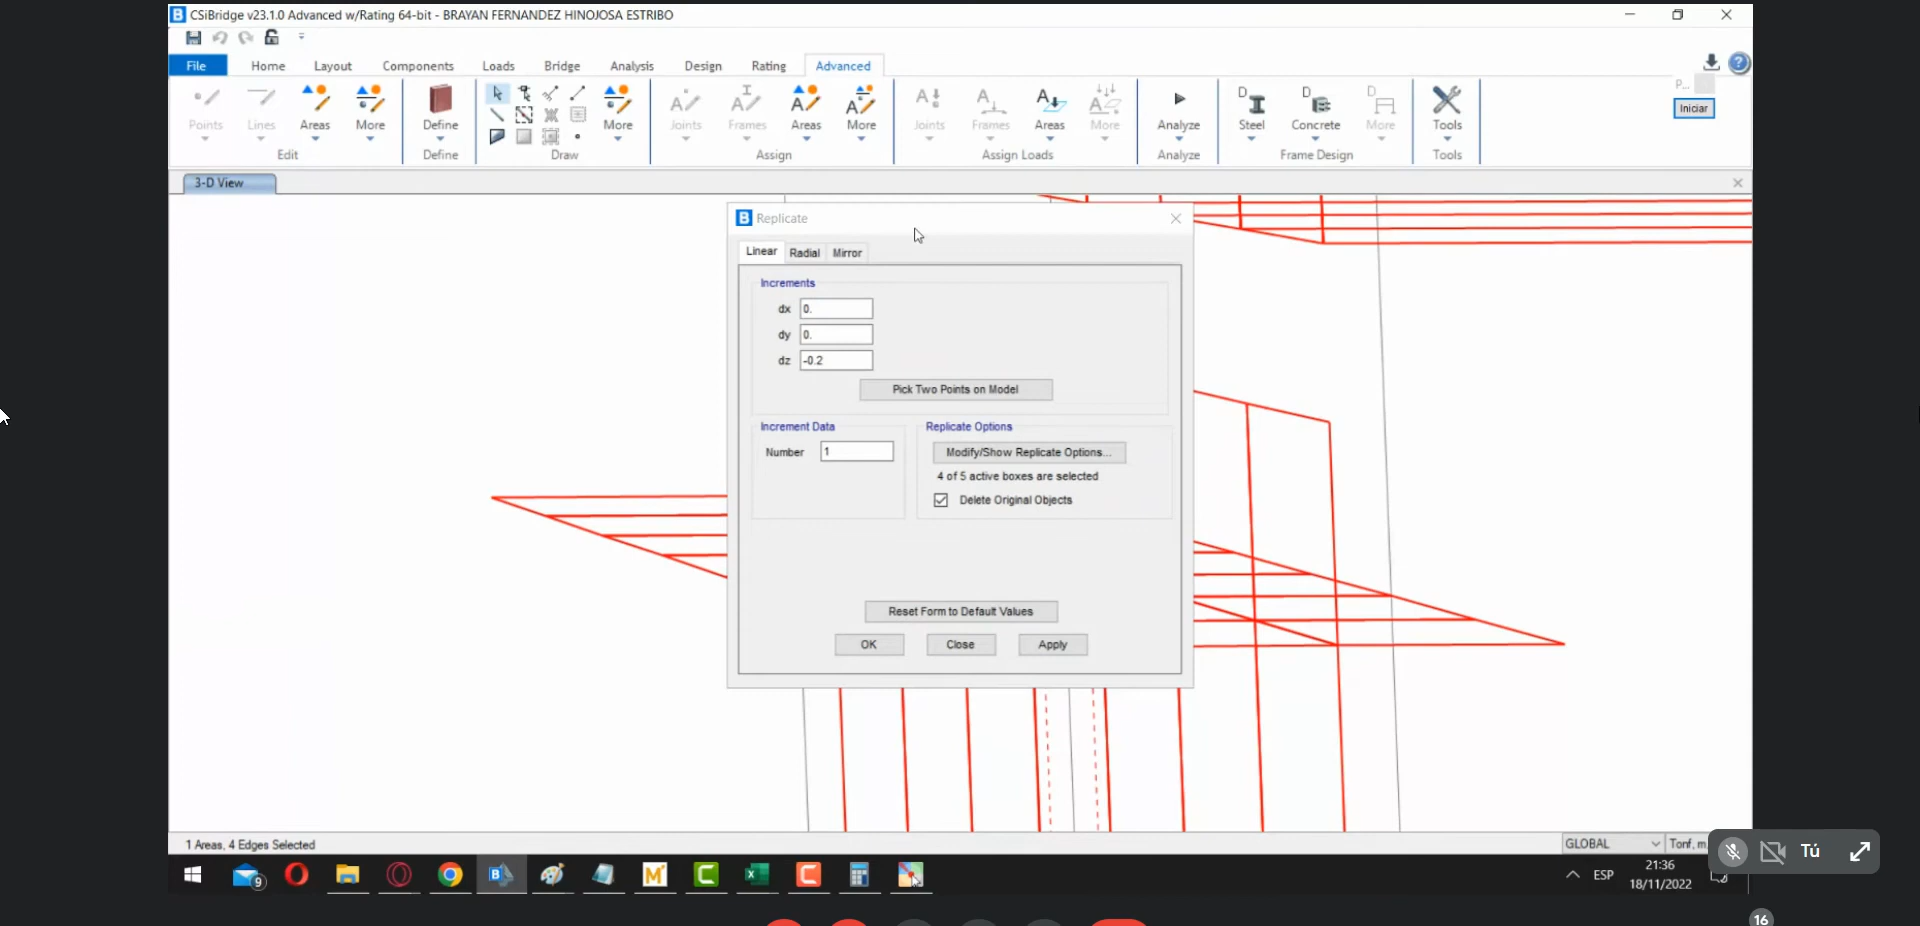 CSiBridge v23.1.0 Advanced w/Rating 64-bit - BRAYAN FERNANDEZ HINOJOSA ESTRIBO
File Home Layout Components Loads Bridge Analysis Design Rating Advanced
P...
Iniciar
Points Lines Areas More Define More Joints Frames Areas More Joints Frames Areas More Analyze Steel Concrete More Tools
Edit Define Draw Assign Assign Loads Analyze Frame Design Tools
3-D View
Replicate
Linear Radial Mirror
Increments
dx 0.
dy 0.
dz -0.2
Pick Two Points on Model
Increment Data Replicate Options
Number 1 Modify/Show Replicate Options...
4 of 5 active boxes are selected
Delete Original Objects
Reset Form to Default Values
OK Close Apply
1 Areas, 4 Edges Selected GLOBAL Tonf, m,
Tú
9
ESP
21:36
18/11/2022
16